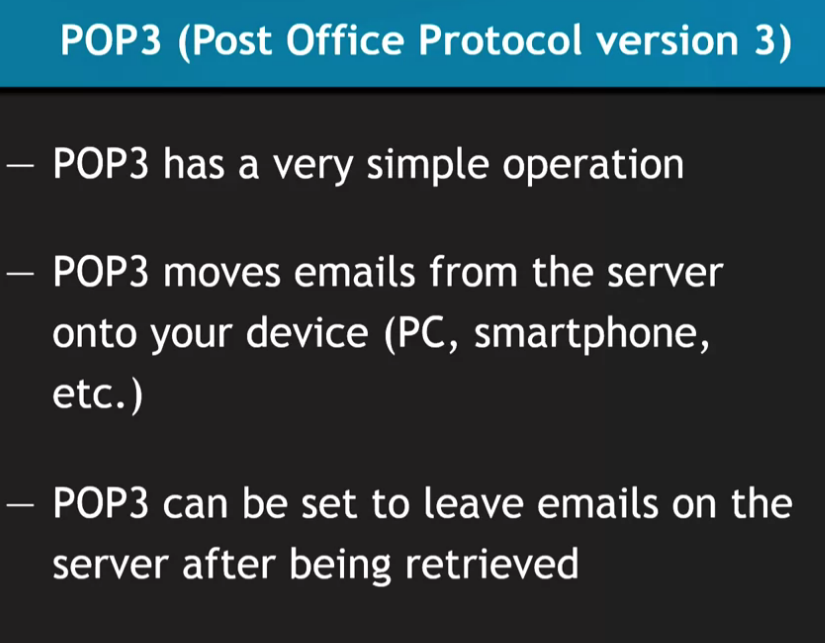 POP3 (Post Office Protocol version 3)
— POP3 has a very simple operation
— POP3 moves emails from the server
onto your device (PC, smartphone,
etc.)
— POP3 can be set to leave emails on the
server after being retrieved